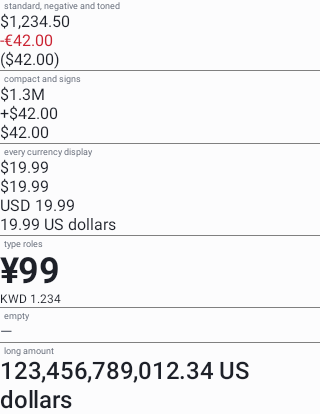 standard, negative and toned
$1,234.50
-€42.00
($42.00)
compact and signs
$1.3M
+$42.00
$42.00
every currency display
$19.99
$19.99
USD 19.99
19.99 US dollars
type roles
¥99
KWD 1.234
empty
—
long amount
123,456,789,012.34 US
dollars